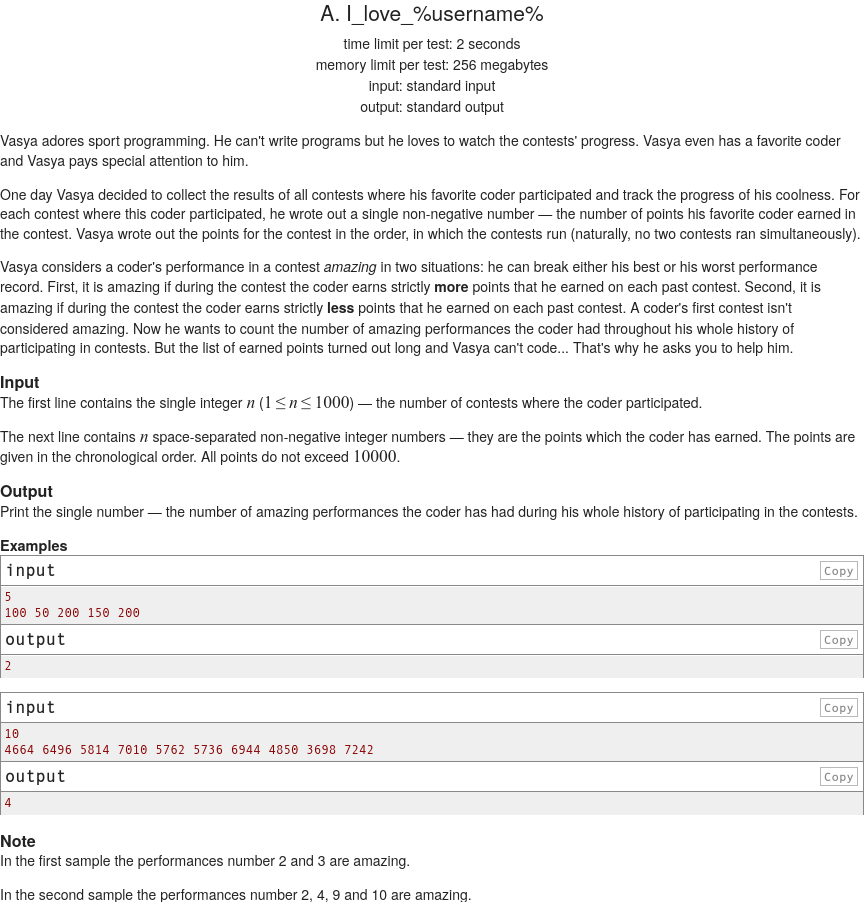 A. I_love_%username%
time limit per test: 2 seconds
memory limit per test: 256 megabytes
input: standard input
output: standard output
Vasya adores sport programming. He can't write programs but he loves to watch the contests' progress. Vasya even has a favorite coder
and Vasya pays special attention to him.
One day Vasya decided to collect the results of all contests where his favorite coder participated and track the progress of his coolness. For
each contest where this coder participated, he wrote out a single non-negative number — the number of points his favorite coder earned in
the contest. Vasya wrote out the points for the contest in the order, in which the contests run (naturally, no two contests ran simultaneously).
Vasya considers a coder's performance in a contest amazing in two situations: he can break either his best or his worst performance
record. First, it is amazing if during the contest the coder earns strictly more points that he earned on each past contest. Second, it is
amazing if during the contest the coder earns strictly less points that he earned on each past contest. A coder's first contest isn't
considered amazing. Now he wants to count the number of amazing performances the coder had throughout his whole history of
participating in contests. But the list of earned points turned out long and Vasya can't code... That's why he asks you to help him.
Input
The first line contains the single integer n (1 ≤ n ≤ 1000) — the number of contests where the coder participated.
The next line contains n space-separated non-negative integer numbers — they are the points which the coder has earned. The points are
given in the chronological order. All points do not exceed 10000.
Output
Print the single number — the number of amazing performances the coder has had during his whole history of participating in the contests.
Examples
input Copy
5
100 50 200 150 200
output Copy
2
input Copy
10
4664 6496 5814 7010 5762 5736 6944 4850 3698 7242
output Copy
4
Note
In the first sample the performances number 2 and 3 are amazing.
In the second sample the performances number 2, 4, 9 and 10 are amazing.